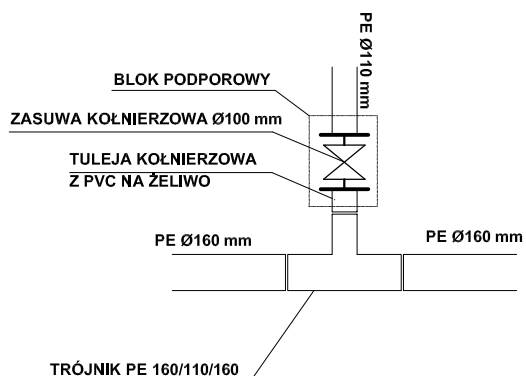 PE Ø110 mm
BLOK PODPOROWY
ZASUWA KOŁNIERZOWA Ø100 mm
TULEJA KOŁNIERZOWA
Z PVC NA ŻELIWO
PE Ø160 mm
PE Ø160 mm
TRÓJNIK PE 160/110/160